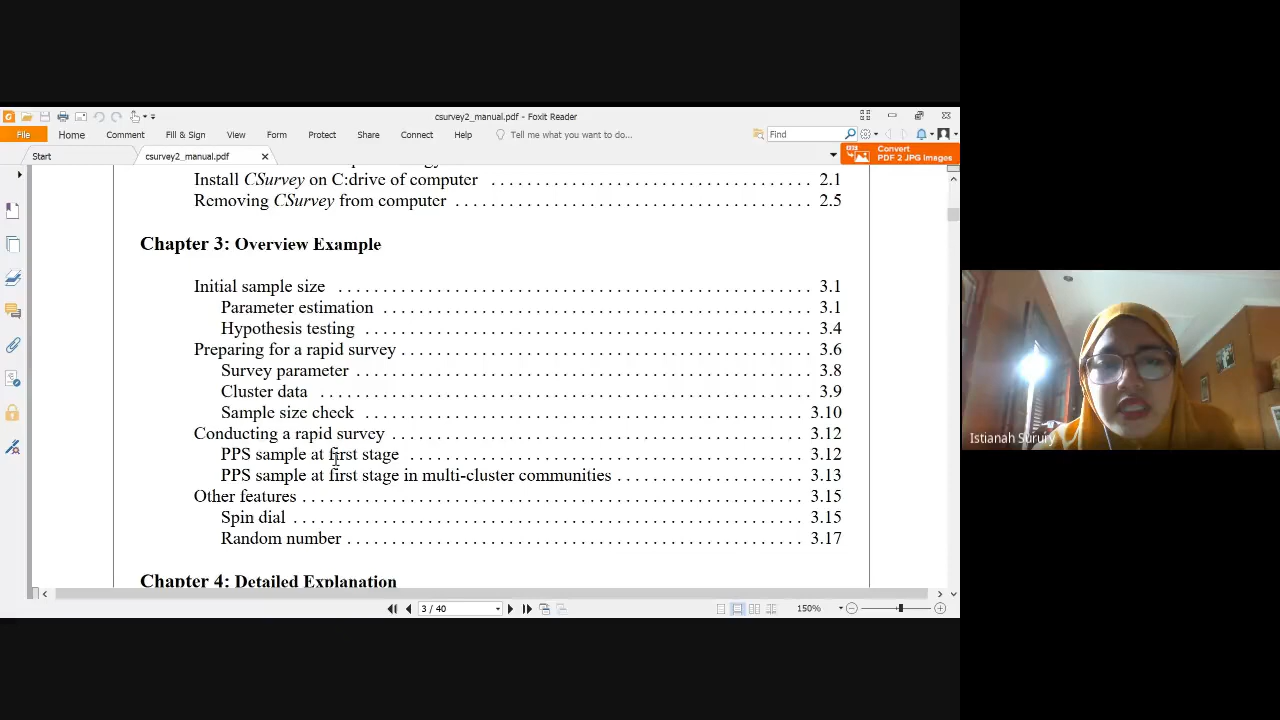 csurvey2_manual.pdf - Foxit Reader
File Home Comment Fill & Sign View Form Protect Share Connect Help Tell me what you want to do... Find
Start csurvey2_manual.pdf
Convert
PDF 2 JPG Images
Install CSurvey on C:drive of computer . . . . . . . . . . 2.1
Removing CSurvey from computer . . . . . . . . . . 2.5
Chapter 3: Overview Example
Initial sample size . . . . . . . . . . 3.1
Parameter estimation . . . . . . . . . . 3.1
Hypothesis testing . . . . . . . . . . 3.4
Preparing for a rapid survey . . . . . . . . . . 3.6
Survey parameter . . . . . . . . . . 3.8
Cluster data . . . . . . . . . . 3.9
Sample size check . . . . . . . . . . 3.10
Conducting a rapid survey . . . . . . . . . . 3.12
PPS sample at first stage . . . . . . . . . . 3.12
PPS sample at first stage in multi-cluster communities . . . . . . . . . . 3.13
Other features . . . . . . . . . . 3.15
Spin dial . . . . . . . . . . 3.15
Random number . . . . . . . . . . 3.17
Chapter 4: Detailed Explanation
3 / 40
150%
Istianah Surury